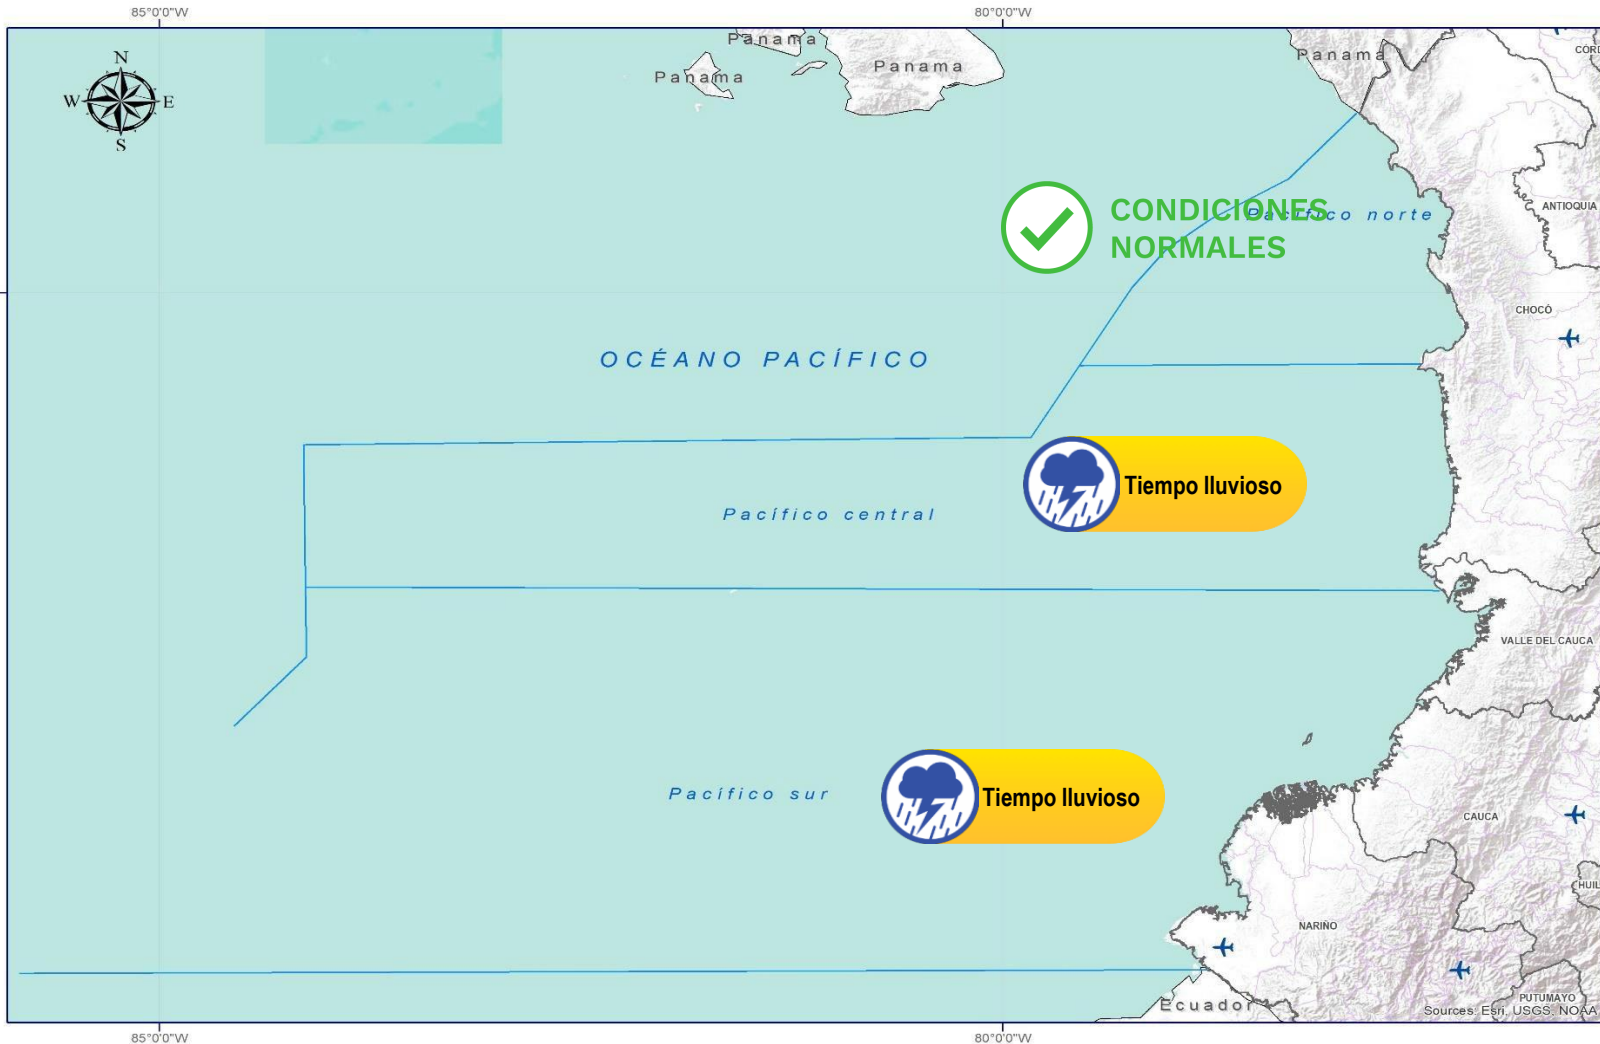 85°0'0"W
80°0'0"W
Panama
Panama
Panama
Panama
N
W
E
S
CONDICIONES
NORMALES
Pacífico norte
ANTIOQUIA
CHOCÓ
OCÉANO PACÍFICO
Tiempo lluvioso
Pacífico central
VALLE DEL CAUCA
Pacífico sur
Tiempo lluvioso
CAUCA
NARIÑO
PUTUMAYO
Ecuador
Sources: Esri, USGS, NOAA
85°0'0"W
80°0'0"W